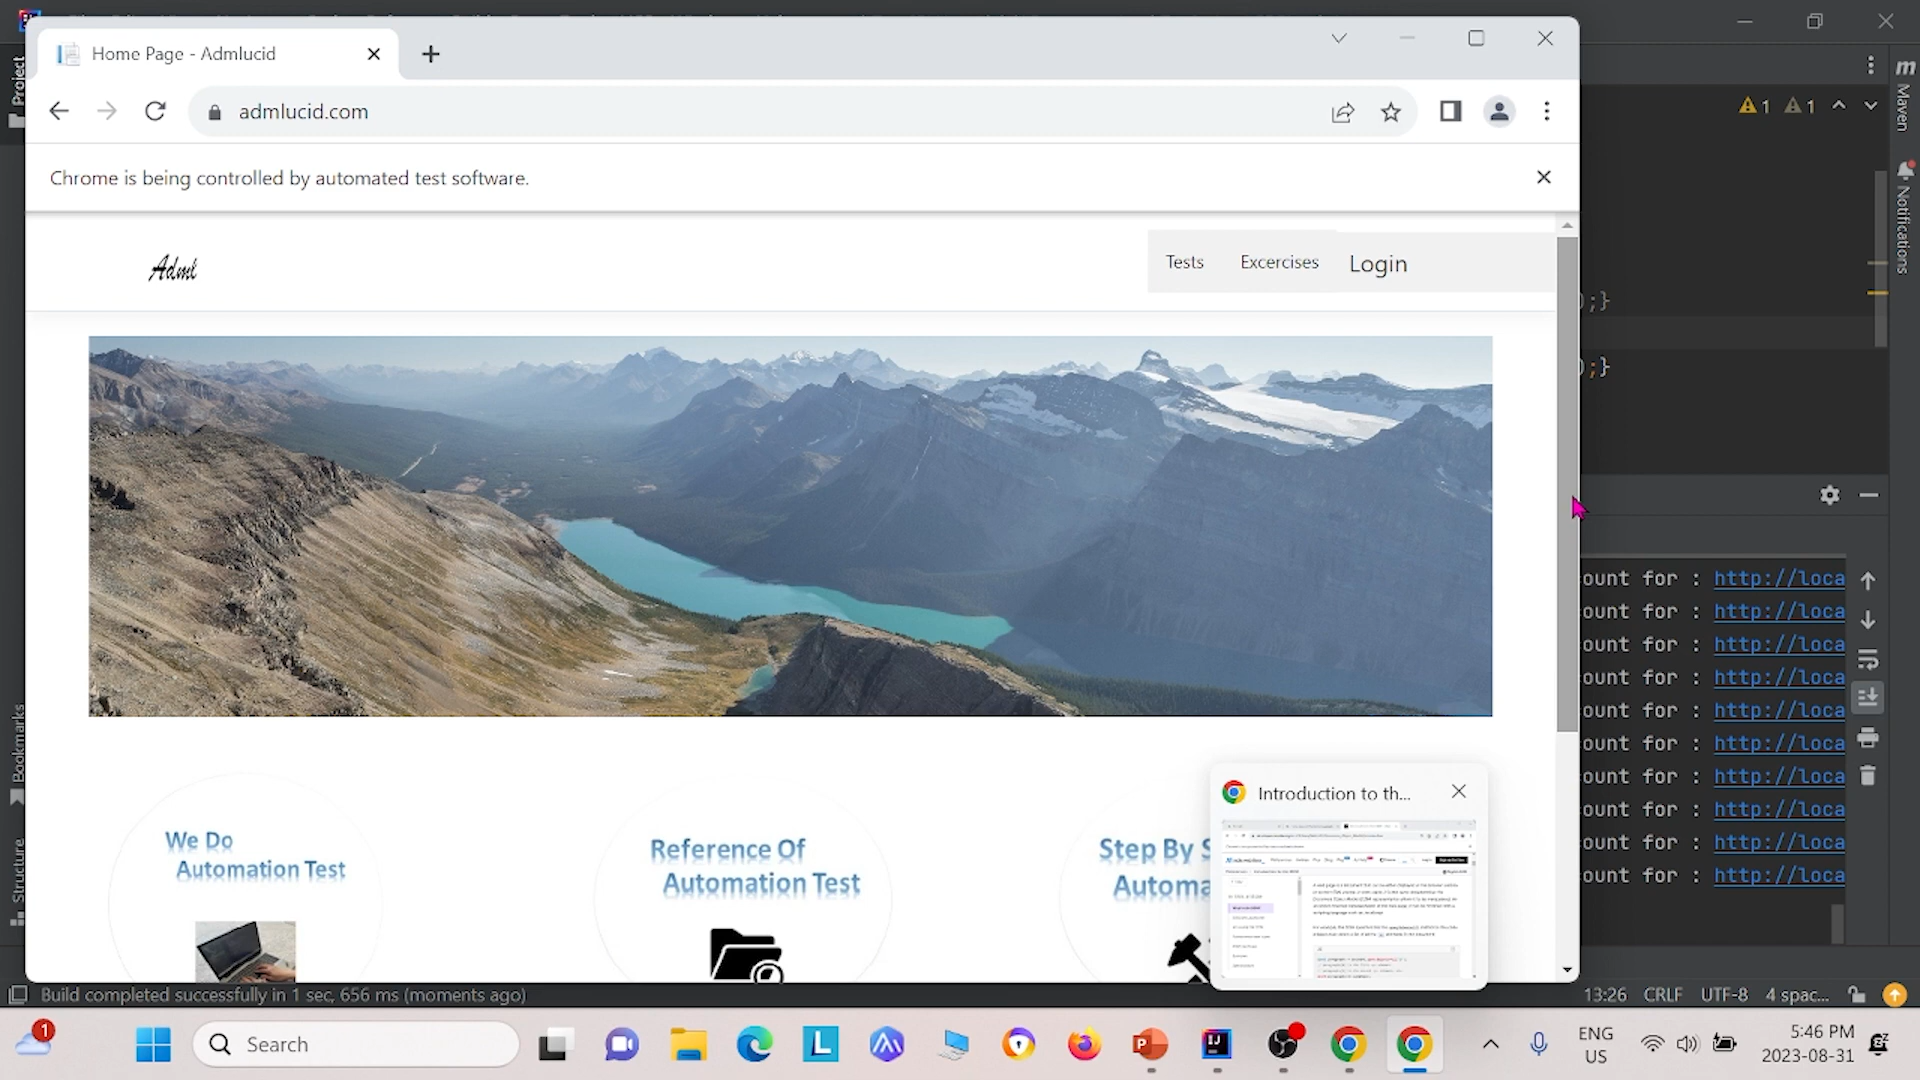 Home Page - Admlucid
admlucid.com
Chrome is being controlled by automated test software.
Adml
Tests
Excercises
Login
We Do
Automation Test
Reference Of
Automation Test
Step By S
Automa
Introduction to th...
Project
Bookmarks
Structure
Maven
Notifications
1
1
;}
;}
ount for : http://loca
ount for : http://loca
ount for : http://loca
ount for : http://loca
ount for : http://loca
ount for : http://loca
ount for : http://loca
ount for : http://loca
ount for : http://loca
ount for : http://loca
Build completed successfully in 1 sec, 656 ms (moments ago)
13:26 CRLF UTF-8 4 spac...
1
Search
ENG
US
5:46 PM
2023-08-31